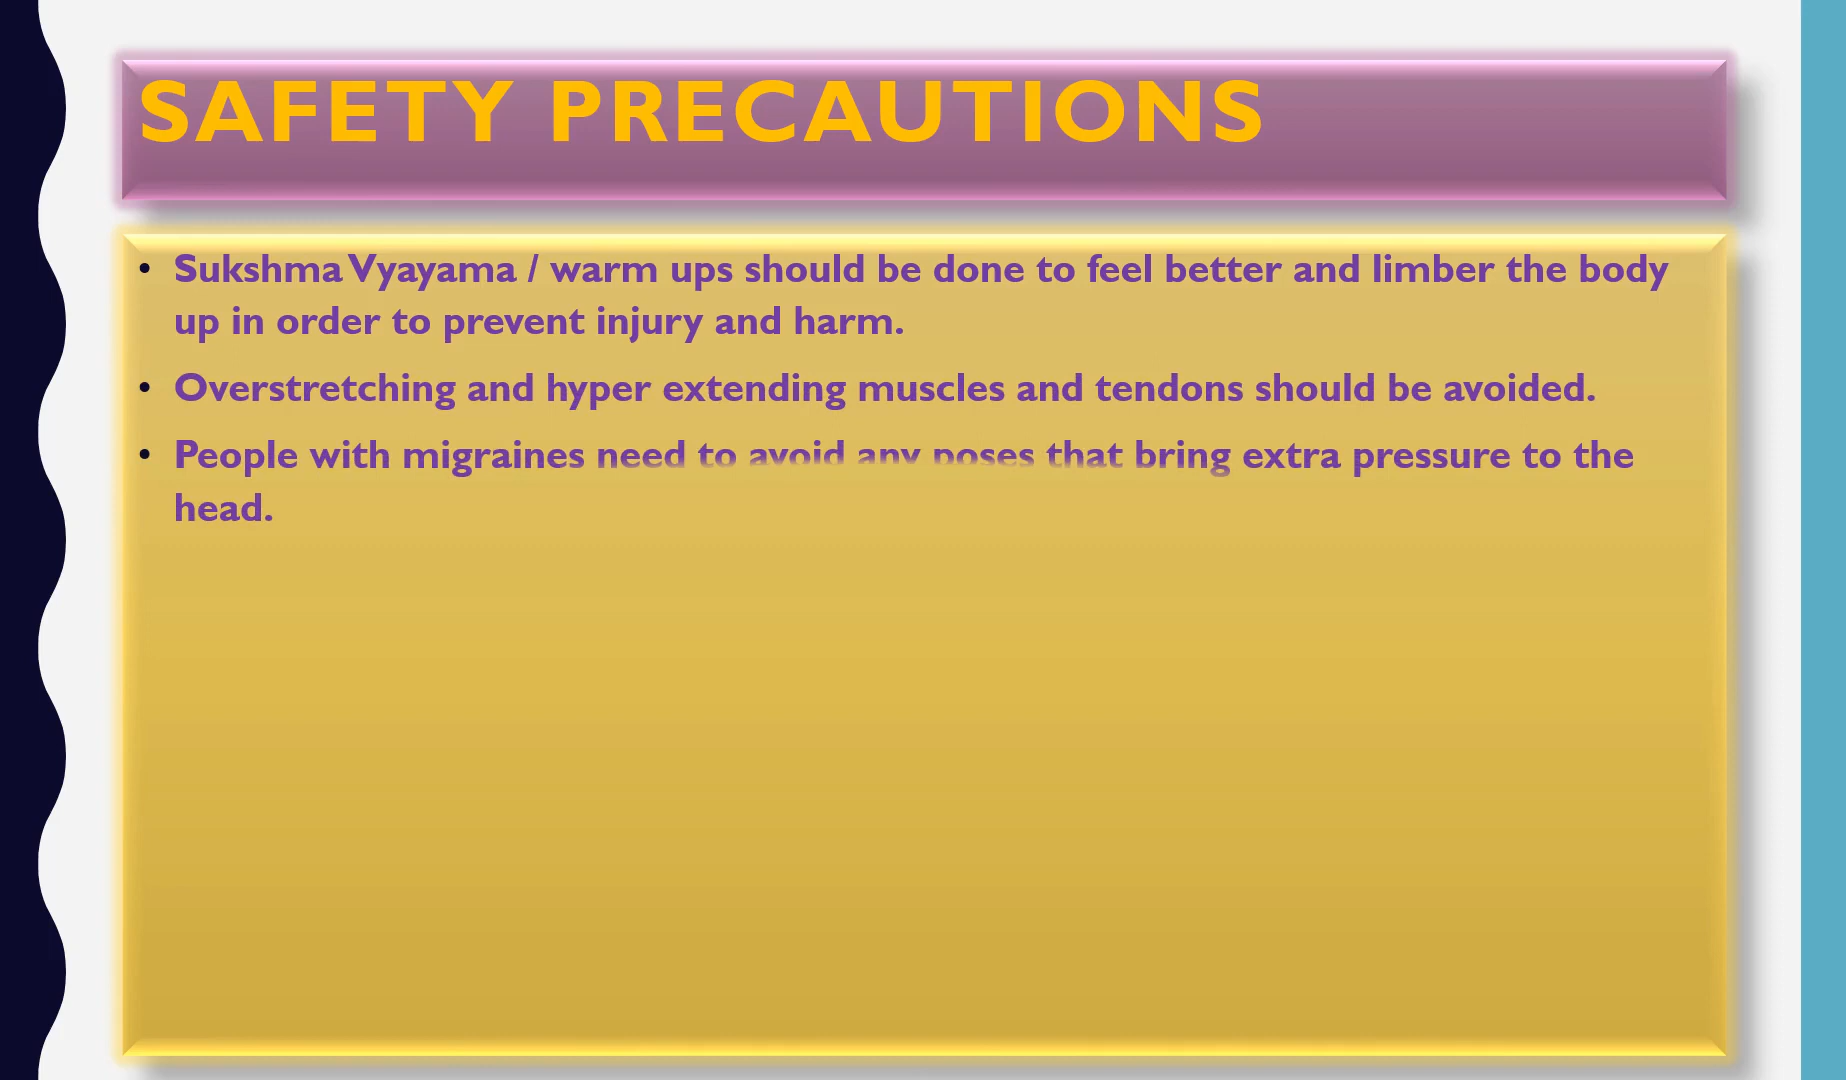 SAFETY PRECAUTIONS
• Sukshma Vyayama / warm ups should be done to feel better and limber the body
up in order to prevent injury and harm.
• Overstretching and hyper extending muscles and tendons should be avoided.
• People with migraines need to avoid any poses that bring extra pressure to the
head.